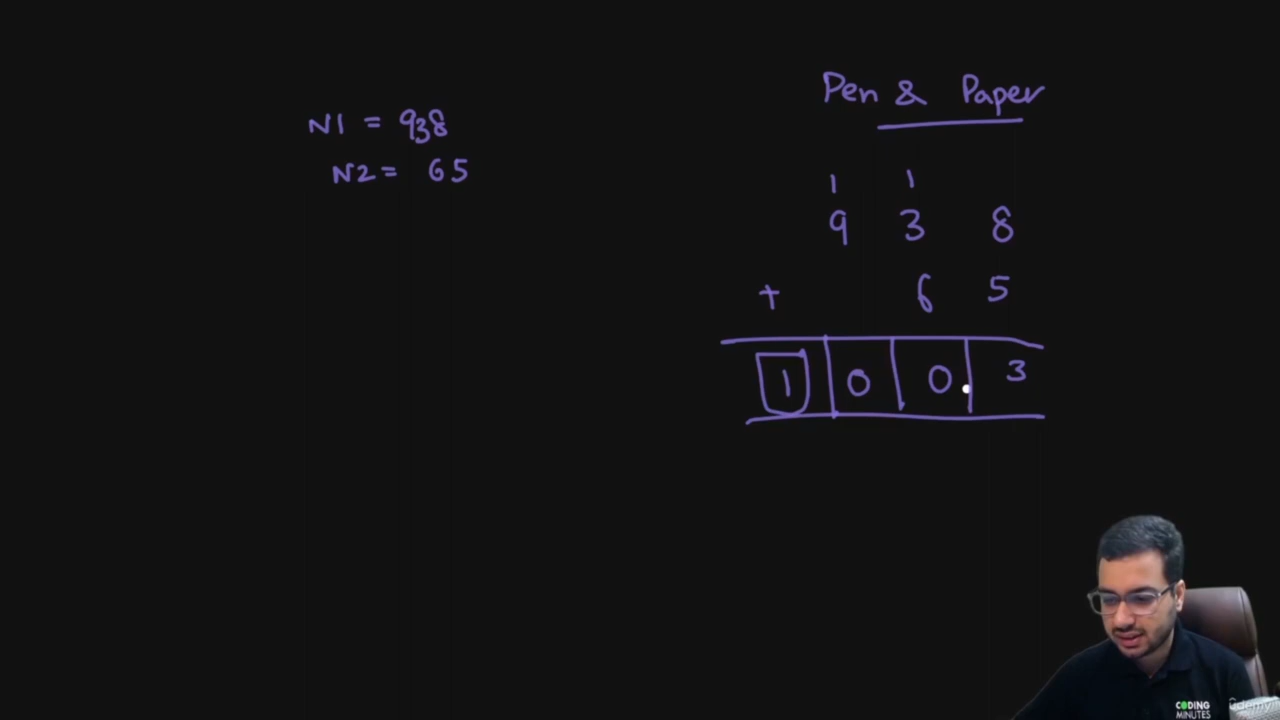 Pen & Paper
N1 = 938
N2 = 65
1 1
9 3 8
+ 6 5
1 0 0 3
CODING
MINUTES
Udemy